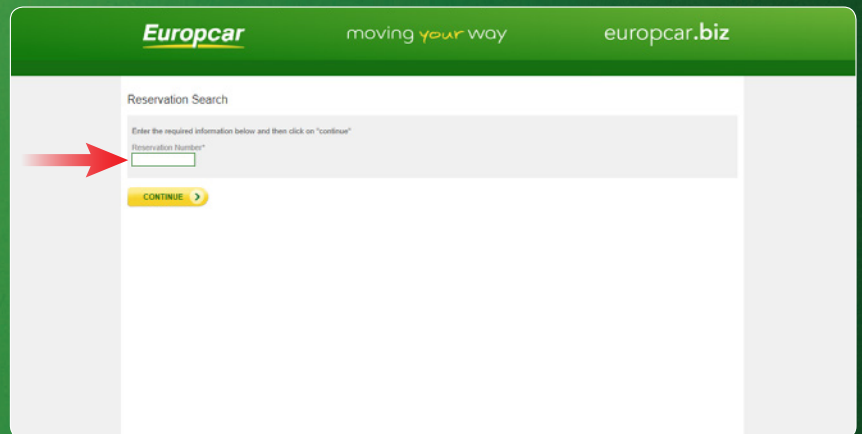 Europcar moving your way europcar.biz
Reservation Search
Enter the required information below and then click on "continue"
Reservation Number*
CONTINUE